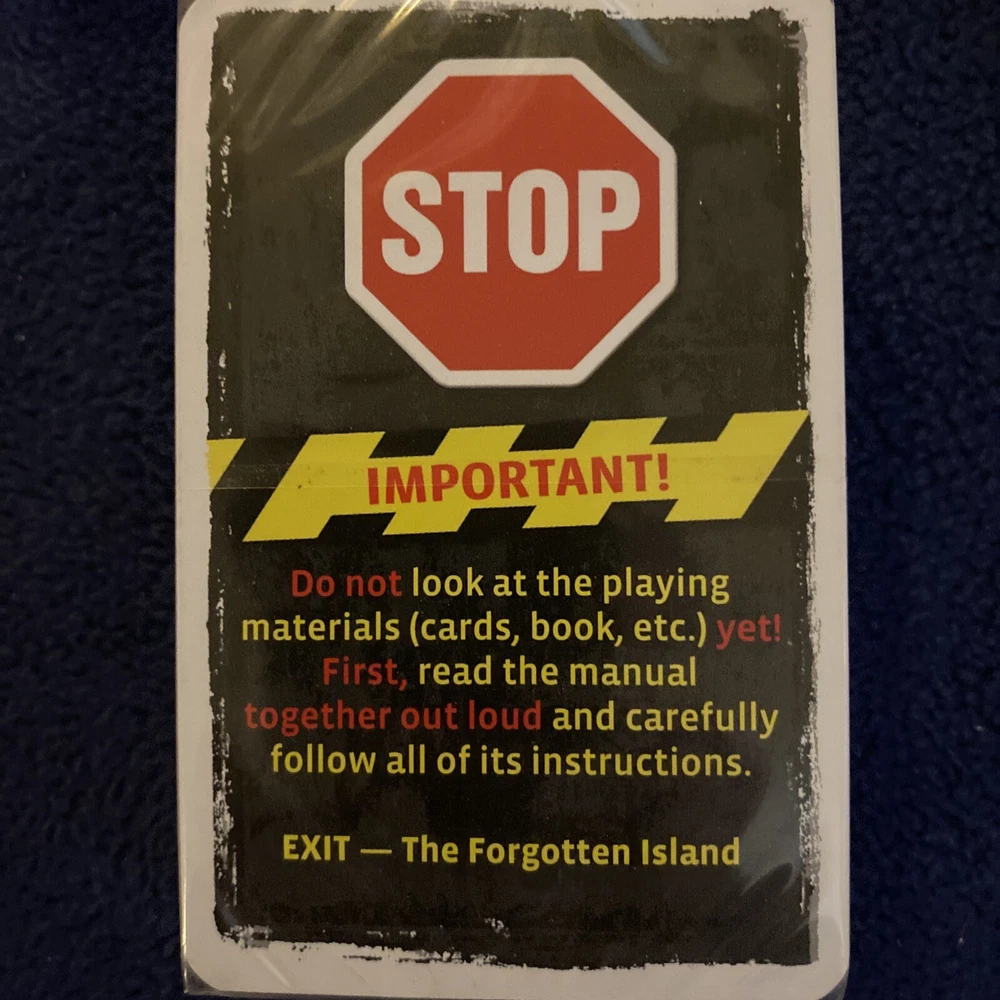 STOP
IMPORTANT!
Do not look at the playing
materials (cards, book, etc.) yet!
First, read the manual
together out loud and carefully
follow all of its instructions.
EXIT — The Forgotten Island